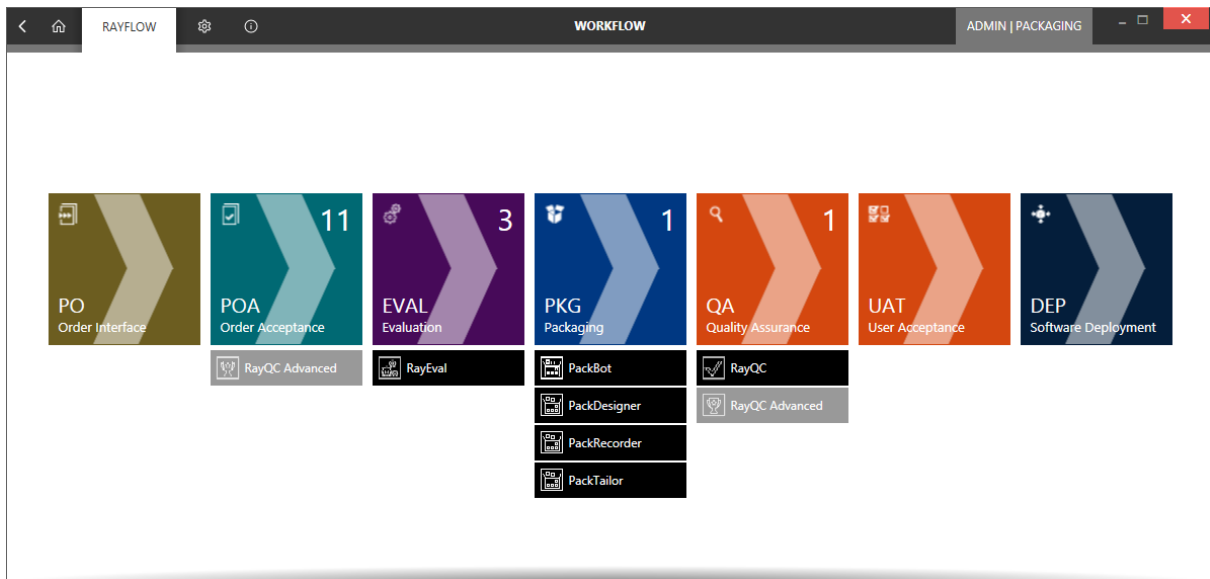 RAYFLOW
WORKFLOW
ADMIN | PACKAGING
PO
Order Interface
11
POA
Order Acceptance
3
EVAL
Evaluation
1
PKG
Packaging
1
QA
Quality Assurance
UAT
User Acceptance
DEP
Software Deployment
RayQC Advanced
RayEval
PackBot
PackDesigner
PackRecorder
PackTailor
RayQC
RayQC Advanced